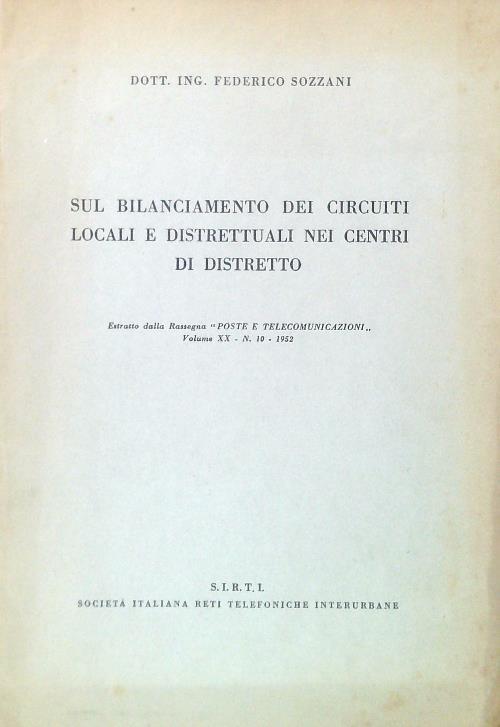 DOTT. ING. FEDERICO SOZZANI
SUL BILANCIAMENTO DEI CIRCUITI
LOCALI E DISTRETTUALI NEI CENTRI
DI DISTRETTO
Estratto dalla Rassegna "POSTE E TELECOMUNICAZIONI„
Volume XX - N. 10 - 1952
S. I. R. T. I.
SOCIETÀ ITALIANA RETI TELEFONICHE INTERURBANE